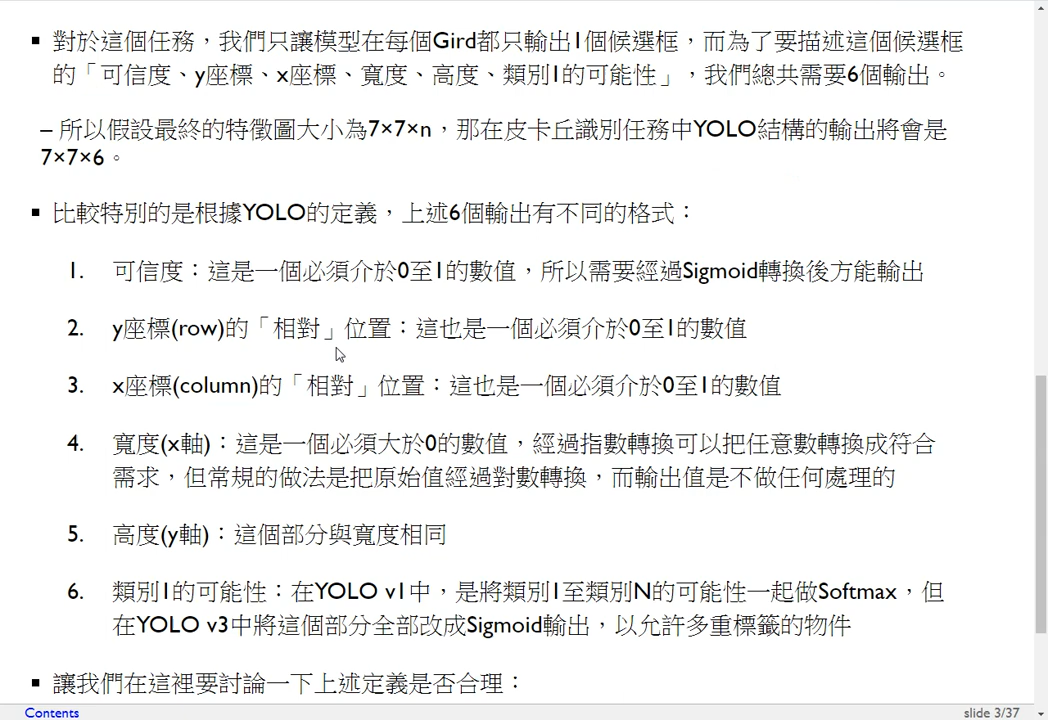 ▪ 對於這個任務，我們只讓模型在每個Gird都只輸出1個候選框，而為了要描述這個候選框
的「可信度、y座標、x座標、寬度、高度、類別1的可能性」，我們總共需要6個輸出。
– 所以假設最終的特徵圖大小為7×7×n，那在皮卡丘識別任務中YOLO結構的輸出將會是
7×7×6。
▪ 比較特別的是根據YOLO的定義，上述6個輸出有不同的格式：
1. 可信度：這是一個必須介於0至1的數值，所以需要經過Sigmoid轉換後方能輸出
2. y座標(row)的「相對」位置：這也是一個必須介於0至1的數值
3. x座標(column)的「相對」位置：這也是一個必須介於0至1的數值
4. 寬度(x軸)：這是一個必須大於0的數值，經過指數轉換可以把任意數轉換成符合
需求，但常規的做法是把原始值經過對數轉換，而輸出值是不做任何處理的
5. 高度(y軸)：這個部分與寬度相同
6. 類別1的可能性：在YOLO v1中，是將類別1至類別N的可能性一起做Softmax，但
在YOLO v3中將這個部分全部改成Sigmoid輸出，以允許多重標籤的物件
▪ 讓我們在這裡要討論一下上述定義是否合理：
Contents
slide 3/37